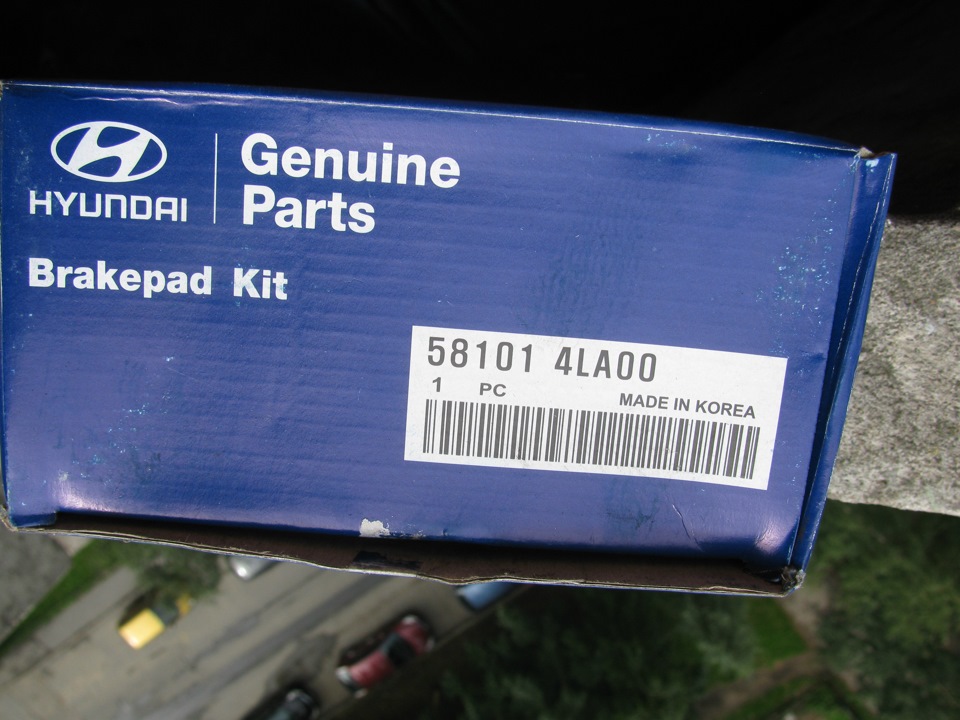 HYUNDAI
Genuine
Parts
Brakepad Kit
58101 4LA00
1 PC MADE IN KOREA